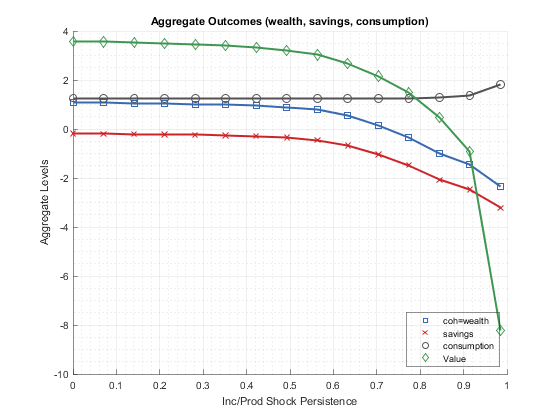 Aggregate Outcomes (wealth, savings, consumption)
4
2
0
-2
-4
-6
-8
-10
Aggregate Levels
0 0.1 0.2 0.3 0.4 0.5 0.6 0.7 0.8 0.9 1
Inc/Prod Shock Persistence
coh=wealth
savings
consumption
Value